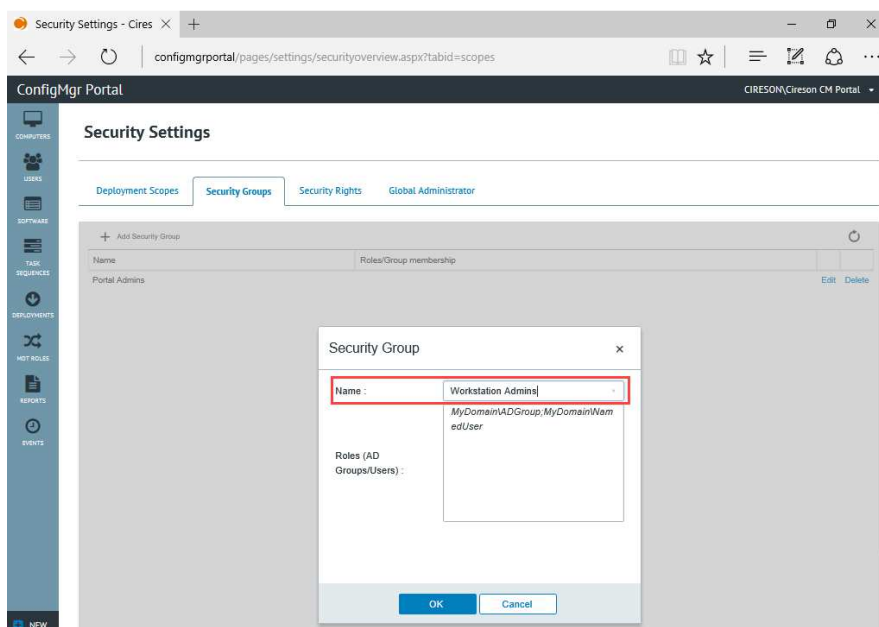 Security Settings - Cires
configmgrportal/pages/settings/securityoverview.aspx?tabid=scopes
ConfigMgr Portal
CIRESON\Cireson CM Portal
COMPUTERS
USERS
SOFTWARE
TASK
SEQUENCES
DEPLOYMENTS
MDT ROLES
REPORTS
EVENTS
NEW
Security Settings
Deployment Scopes Security Groups Security Rights Global Administrator
Add Security Group
Name Roles/Group membership
Portal Admins Edit Delete
Security Group
Name : Workstation Admins
MyDomain\ADGroup;MyDomain\Nam
edUser
Roles (AD
Groups/Users) :
OK Cancel